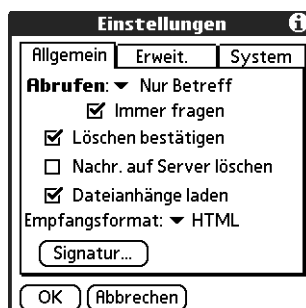 Einstellungen
Allgemein Erweit. System
Abrufen: Nur Betreff
Immer fragen
Löschen bestätigen
Nachr. auf Server löschen
Dateianhänge laden
Empfangsformat: HTML
Signatur...
OK Abbrechen